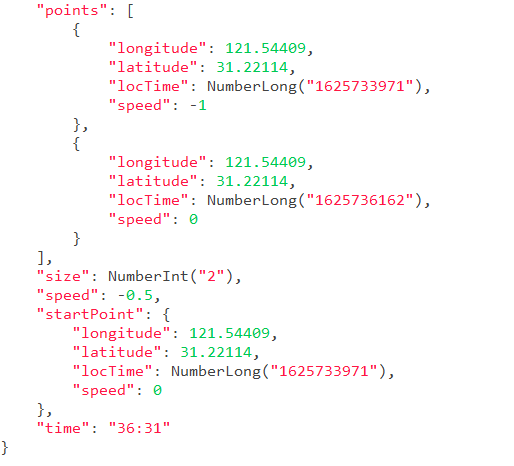 "points": [
{
"longitude": 121.54409,
"latitude": 31.22114,
"locTime": NumberLong("1625733971"),
"speed": -1
},
{
"longitude": 121.54409,
"latitude": 31.22114,
"locTime": NumberLong("1625736162"),
"speed": 0
}
],
"size": NumberInt("2"),
"speed": -0.5,
"startPoint": {
"longitude": 121.54409,
"latitude": 31.22114,
"locTime": NumberLong("1625733971"),
"speed": 0
},
"time": "36:31"
}